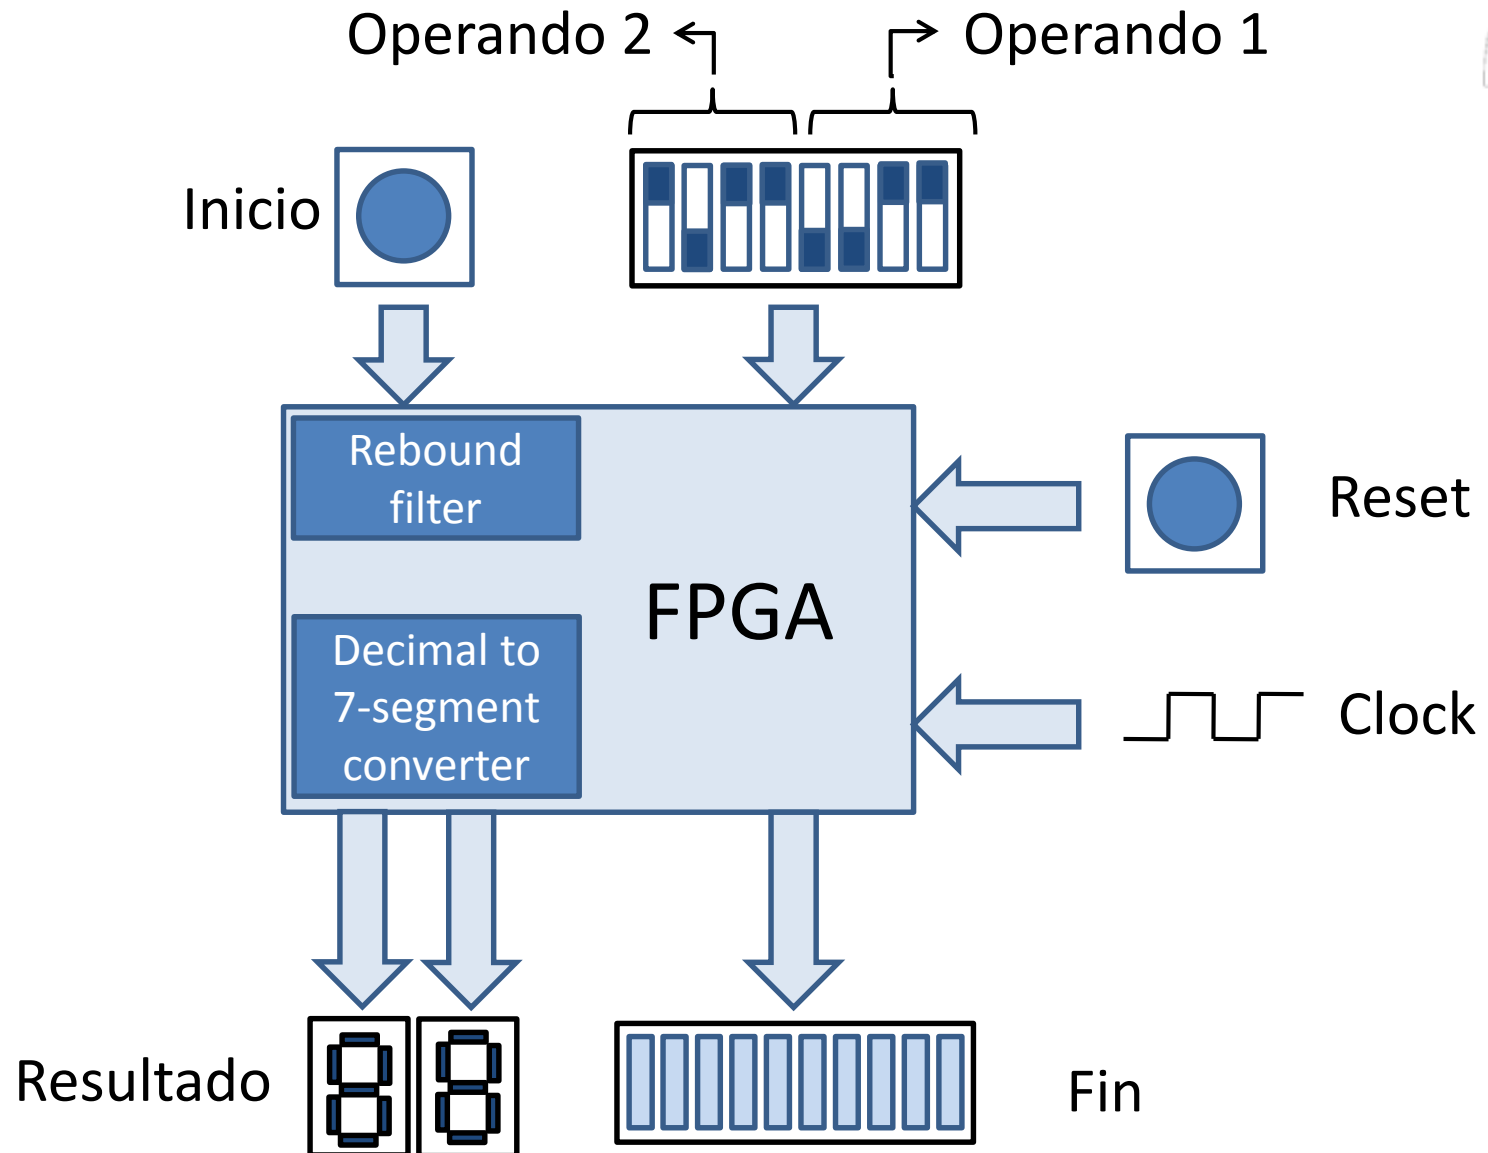 Operando 2
Operando 1
Inicio
Rebound
filter
Reset
FPGA
Decimal to
7-segment
converter
Clock
Resultado
Fin